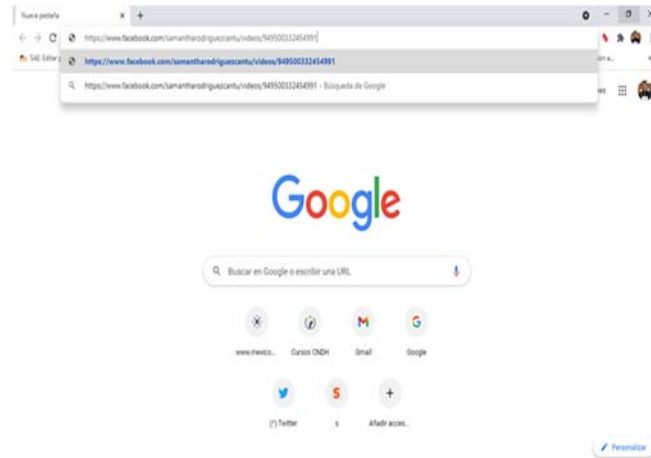 Nueva pestaña
https://www.facebook.com/samantharodriguezcantu/videos/949500332454991
SAE Editer
https://www.facebook.com/samantharodriguezcantu/videos/949500332454991
https://www.facebook.com/samantharodriguezcantu/videos/949500332454991 - Búsqueda de Google
Google
Buscar en Google o escribir una URL
www.mexico... Cursos CNDH Gmail Google
(*) Twitter s Añadir acces...
Personalizar